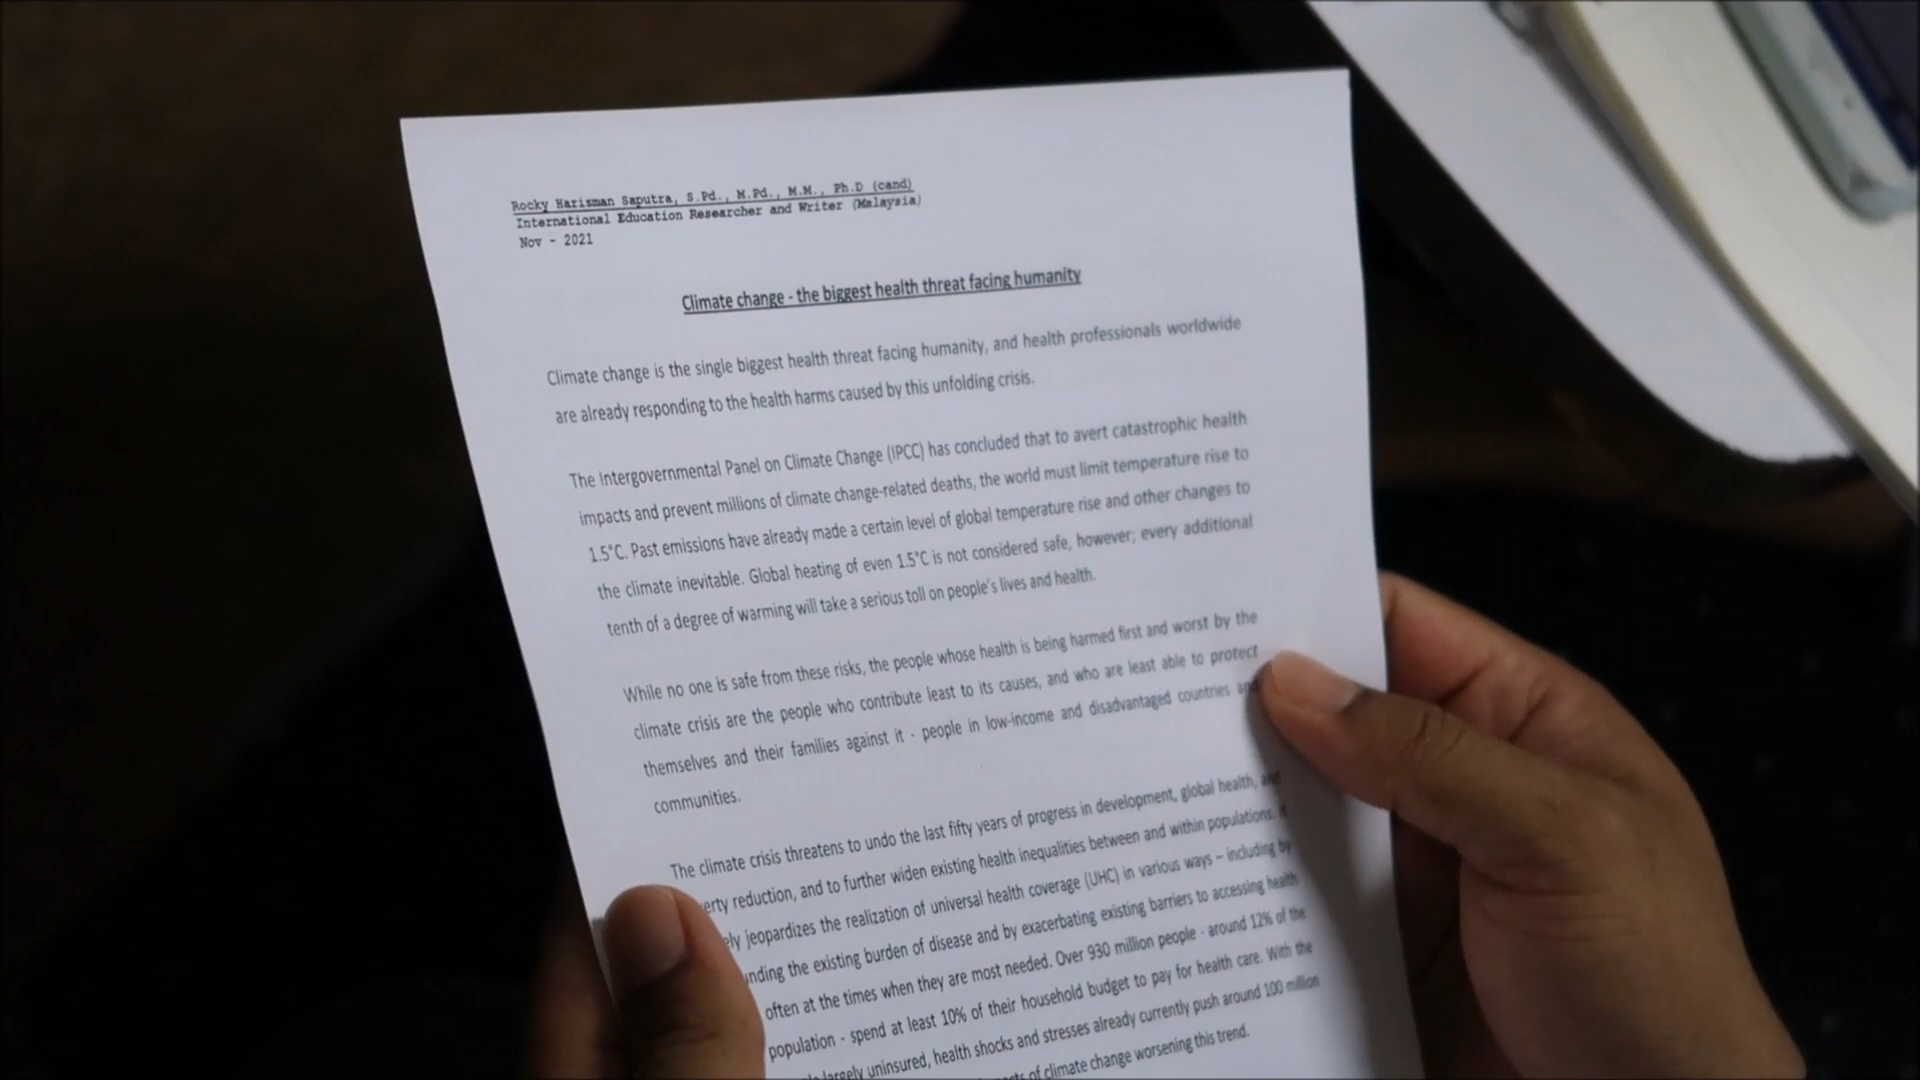 Rocky Harisman Saputra, S.Pd., M.Pd., M.M., Ph.D (cand)
International Education Researcher and Writer (Malaysia)
Nov - 2021
Climate change - the biggest health threat facing humanity
Climate change is the single biggest health threat facing humanity, and health professionals worldwide
are already responding to the health harms caused by this unfolding crisis.
The Intergovernmental Panel on Climate Change (IPCC) has concluded that to avert catastrophic health
impacts and prevent millions of climate change-related deaths, the world must limit temperature rise to
1.5°C. Past emissions have already made a certain level of global temperature rise and other changes to
the climate inevitable. Global heating of even 1.5°C is not considered safe, however; every additional
tenth of a degree of warming will take a serious toll on people's lives and health.
While no one is safe from these risks, the people whose health is being harmed first and worst by the
climate crisis are the people who contribute least to its causes, and who are least able to protect
themselves and their families against it - people in low-income and disadvantaged countries and
communities.
The climate crisis threatens to undo the last fifty years of progress in development, global health, and
reduction, and to further widen existing health inequalities between and within populations. It
jeopardizes the realization of universal health coverage (UHC) in various ways – including by
the existing burden of disease and by exacerbating existing barriers to accessing health
often at the times when they are most needed. Over 930 million people - around 12% of the
population - spend at least 10% of their household budget to pay for health care. With the
largely uninsured, health shocks and stresses already currently push around 100 million
of climate change worsening this trend.